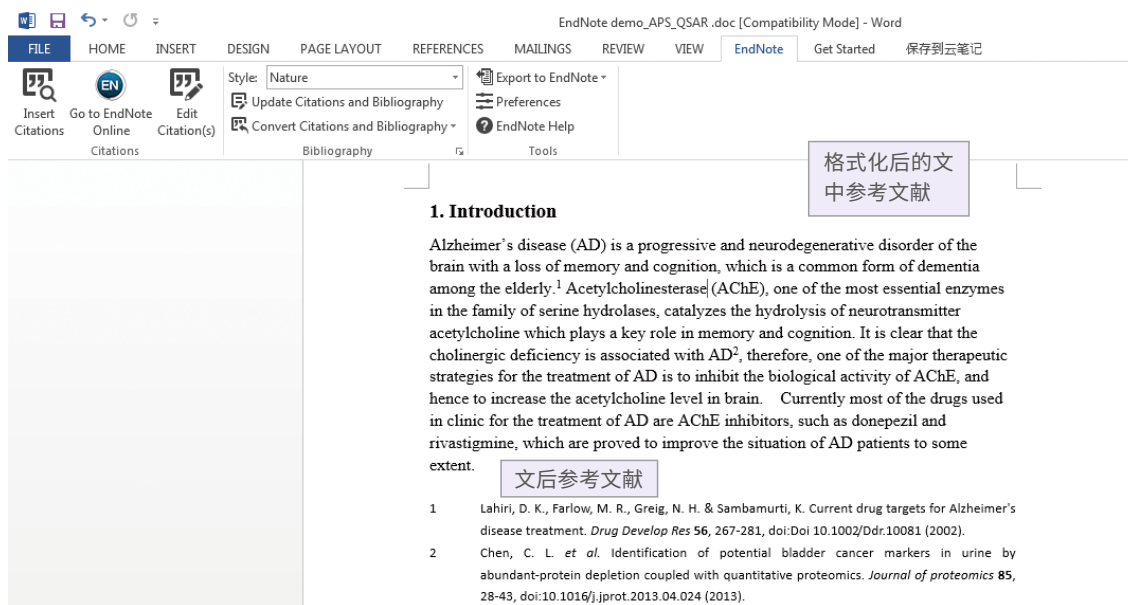 EndNote demo_APS_QSAR .doc [Compatibility Mode] - Word
FILE HOME INSERT DESIGN PAGE LAYOUT REFERENCES MAILINGS REVIEW VIEW EndNote Get Started 保存到云笔记
Style: Nature Export to EndNote
EN
Insert Citations
Go to EndNote Online
Edit Citation(s)
Update Citations and Bibliography Preferences
Convert Citations and Bibliography EndNote Help
Citations Bibliography Tools
格式化后的文
中参考文献
1. Introduction
Alzheimer's disease (AD) is a progressive and neurodegenerative disorder of the
brain with a loss of memory and cognition, which is a common form of dementia
among the elderly.1 Acetylcholinesterase (AChE), one of the most essential enzymes
in the family of serine hydrolases, catalyzes the hydrolysis of neurotransmitter
acetylcholine which plays a key role in memory and cognition. It is clear that the
cholinergic deficiency is associated with AD2, therefore, one of the major therapeutic
strategies for the treatment of AD is to inhibit the biological activity of AChE, and
hence to increase the acetylcholine level in brain. Currently most of the drugs used
in clinic for the treatment of AD are AChE inhibitors, such as donepezil and
rivastigmine, which are proved to improve the situation of AD patients to some
extent.
文后参考文献
1 Lahiri, D. K., Farlow, M. R., Greig, N. H. & Sambamurti, K. Current drug targets for Alzheimer's
disease treatment. Drug Develop Res 56, 267-281, doi:Doi 10.1002/Ddr.10081 (2002).
2 Chen, C. L. et al. Identification of potential bladder cancer markers in urine by
abundant-protein depletion coupled with quantitative proteomics. Journal of proteomics 85,
28-43, doi:10.1016/j.jprot.2013.04.024 (2013).